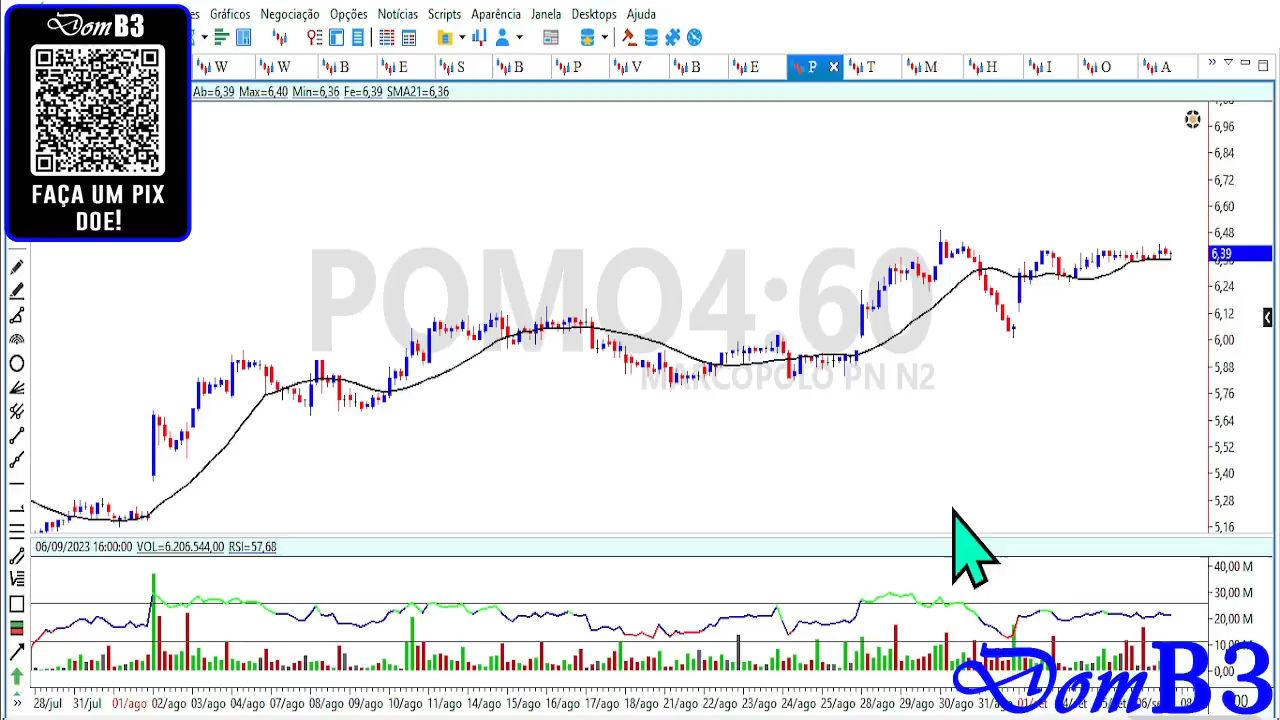 Dom B3
FAÇA UM PIX
DOE!
Gráficos Negociação Opções Notícias Scripts Aparência Janela Desktops Ajuda
W W B E S B P V B E P T M H I O A
Ab=6,39 Max=6,40 Min=6,36 Fe=6,39 SMA21=6,36
6,96
6,84
6,72
6,60
6,48
6,39
6,24
6,12
6,00
5,88
5,76
5,64
5,52
5,40
5,28
5,16
POMO4:60
MARCOPOLO PN N2
06/09/2023 16:00:00 VOL=6.206.544,00 RSI=57,68
40,00 M
30,00 M
20,00 M
28/jul 31/jul 01/ago 02/ago 03/ago 04/ago 07/ago 08/ago 09/ago 10/ago 11/ago 14/ago 15/ago 16/ago 17/ago 18/ago 21/ago 22/ago 23/ago 24/ago 25/ago 28/ago 29/ago 30/ago
Dom B3